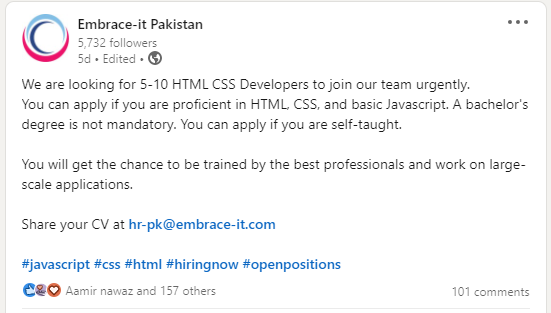 Embrace-it Pakistan
5,732 followers
5d • Edited •
We are looking for 5-10 HTML CSS Developers to join our team urgently.
You can apply if you are proficient in HTML, CSS, and basic Javascript. A bachelor's
degree is not mandatory. You can apply if you are self-taught.
You will get the chance to be trained by the best professionals and work on large-
scale applications.
Share your CV at hr-pk@embrace-it.com
#javascript #css #html #hiringnow #openpositions
Aamir nawaz and 157 others
101 comments